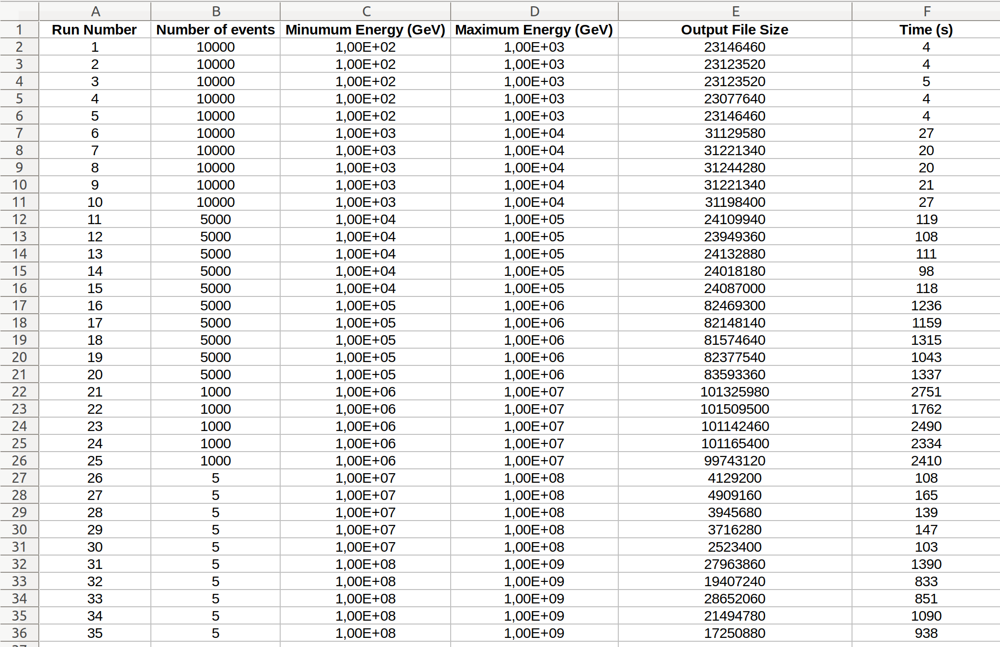 A B C D E F
1 Run Number Number of events Minumum Energy (GeV) Maximum Energy (GeV) Output File Size Time (s)
2 1 10000 1,00E+02 1,00E+03 23146460 4
3 2 10000 1,00E+02 1,00E+03 23123520 4
4 3 10000 1,00E+02 1,00E+03 23123520 5
5 4 10000 1,00E+02 1,00E+03 23077640 4
6 5 10000 1,00E+02 1,00E+03 23146460 4
7 6 10000 1,00E+03 1,00E+04 31129580 27
8 7 10000 1,00E+03 1,00E+04 31221340 20
9 8 10000 1,00E+03 1,00E+04 31244280 20
10 9 10000 1,00E+03 1,00E+04 31221340 21
11 10 10000 1,00E+03 1,00E+04 31198400 27
12 11 5000 1,00E+04 1,00E+05 24109940 119
13 12 5000 1,00E+04 1,00E+05 23949360 108
14 13 5000 1,00E+04 1,00E+05 24132880 111
15 14 5000 1,00E+04 1,00E+05 24018180 98
16 15 5000 1,00E+04 1,00E+05 24087000 118
17 16 5000 1,00E+05 1,00E+06 82469300 1236
18 17 5000 1,00E+05 1,00E+06 82148140 1159
19 18 5000 1,00E+05 1,00E+06 81574640 1315
20 19 5000 1,00E+05 1,00E+06 82377540 1043
21 20 5000 1,00E+05 1,00E+06 83593360 1337
22 21 1000 1,00E+06 1,00E+07 101325980 2751
23 22 1000 1,00E+06 1,00E+07 101509500 1762
24 23 1000 1,00E+06 1,00E+07 101142460 2490
25 24 1000 1,00E+06 1,00E+07 101165400 2334
26 25 1000 1,00E+06 1,00E+07 99743120 2410
27 26 5 1,00E+07 1,00E+08 4129200 108
28 27 5 1,00E+07 1,00E+08 4909160 165
29 28 5 1,00E+07 1,00E+08 3945680 139
30 29 5 1,00E+07 1,00E+08 3716280 147
31 30 5 1,00E+07 1,00E+08 2523400 103
32 31 5 1,00E+08 1,00E+09 27963860 1390
33 32 5 1,00E+08 1,00E+09 19407240 833
34 33 5 1,00E+08 1,00E+09 28652060 851
35 34 5 1,00E+08 1,00E+09 21494780 1090
36 35 5 1,00E+08 1,00E+09 17250880 938